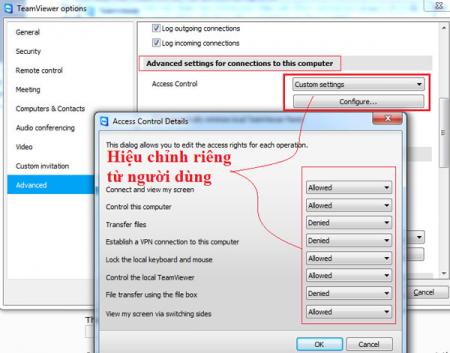 TeamViewer options
General
Security
Remote control
Meeting
Computers & Contacts
Audio conferencing
Video
Custom invitation
Advanced
Log outgoing connections
Log incoming connections
Advanced settings for connections to this computer
Access Control
Custom settings
Configure...
Access Control Details
This dialog allows you to edit the access rights for each operation.
Hiệu chỉnh riêng
từ người dùng
Connect and view my screen Allowed
Control this computer Allowed
Transfer files Denied
Establish a VPN connection to this computer Denied
Lock the local keyboard and mouse Allowed
Control the local TeamViewer Allowed
File transfer using the file box Denied
View my screen via switching sides Allowed
OK Cancel
Cancel